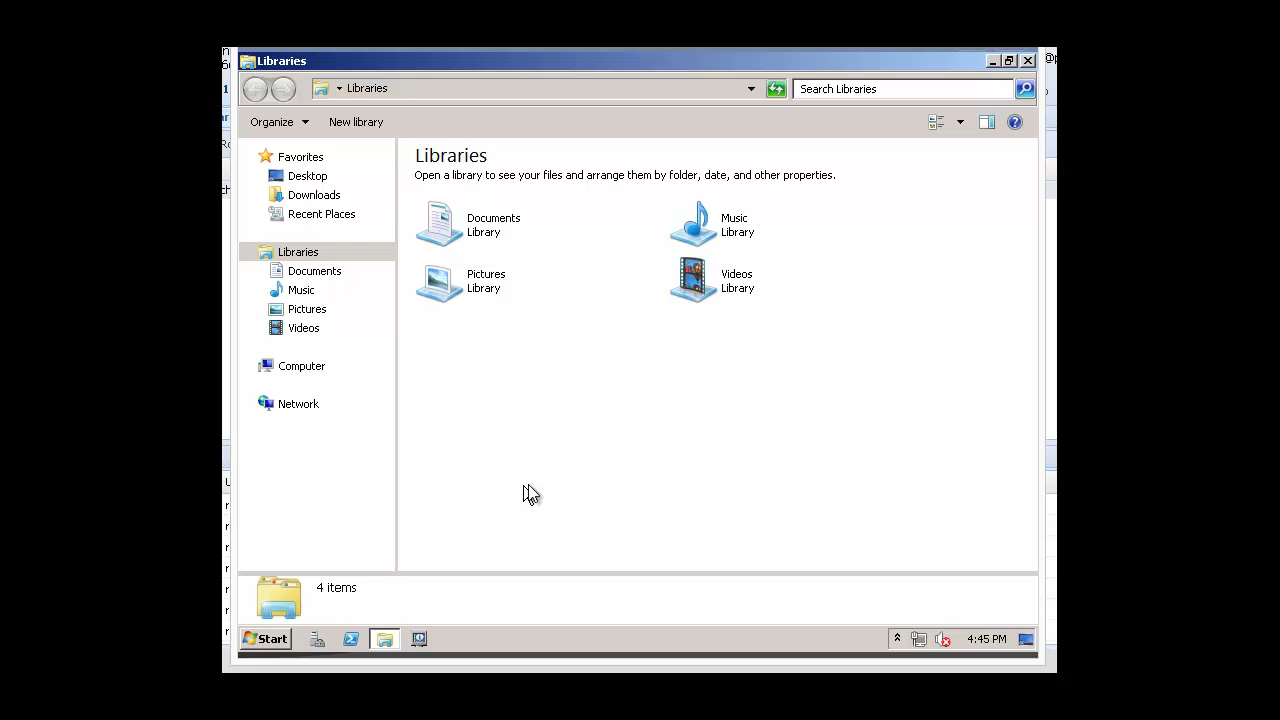 Libraries
Libraries
Search Libraries
Organize
New library
Favorites
Desktop
Downloads
Recent Places
Libraries
Documents
Music
Pictures
Videos
Computer
Network
Libraries
Open a library to see your files and arrange them by folder, date, and other properties.
Documents
Library
Music
Library
Pictures
Library
Videos
Library
4 items
Start
4:45 PM